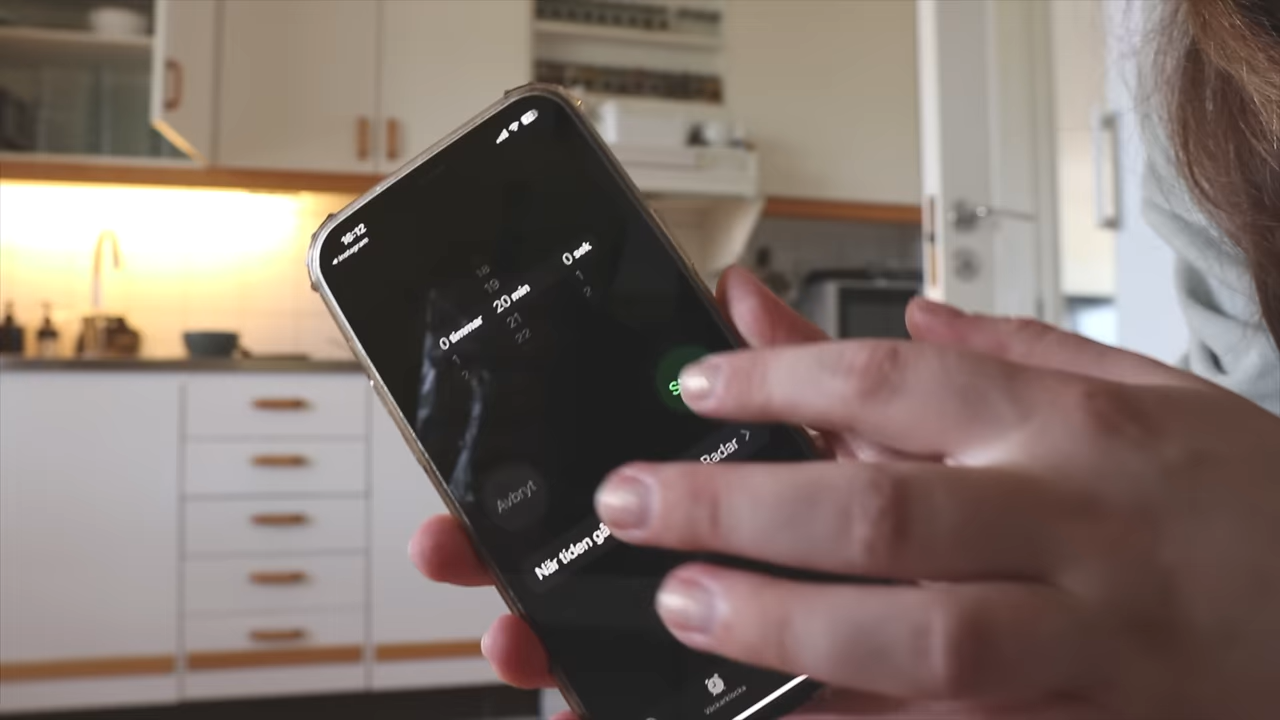 16:12
◂ Instagram
18
19
0 timmar 20 min 0 sek
1 21 1
2 22 2
Avbryt
När tiden gå
Radar >
Väckarklocka